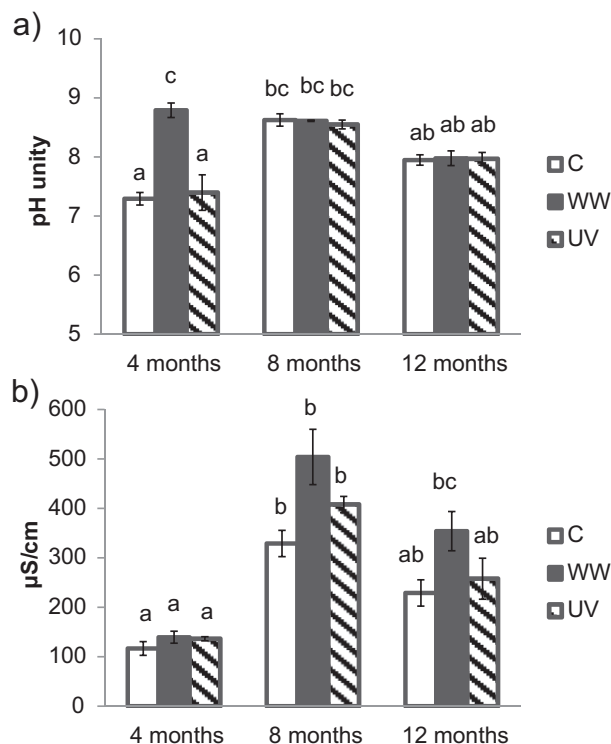 a)
10
9
8
7
6
5
pH unity
c
a
a
bc bc bc
ab ab ab
C
WW
UV
4 months
8 months
12 months
b)
600
500
400
300
200
100
0
µS/cm
a a a
b
b
b
ab
bc
ab
C
WW
UV
4 months
8 months
12 months